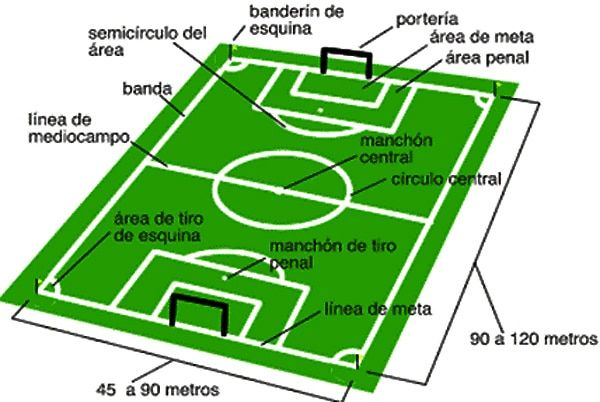 banderín de
esquina
portería
semicírculo del
área
área de meta
área penal
banda
línea de
mediocampo
manchón
central
círculo central
área de tiro
de esquina
manchón de tiro
penal
línea de meta
90 a 120 metros
45 a 90 metros